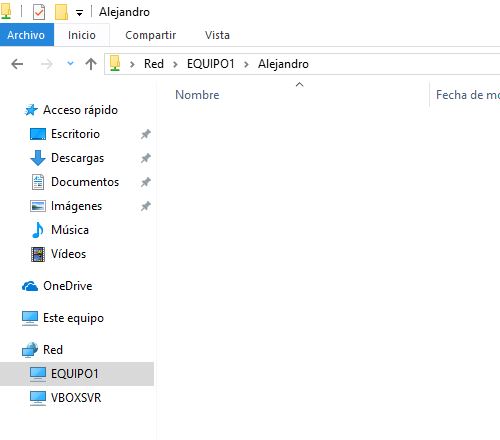 Alejandro
Archivo Inicio Compartir Vista
Red EQUIPO1 Alejandro
Nombre Fecha de mo
Acceso rápido
Escritorio
Descargas
Documentos
Imágenes
Música
Vídeos
OneDrive
Este equipo
Red
EQUIPO1
VBOXSVR